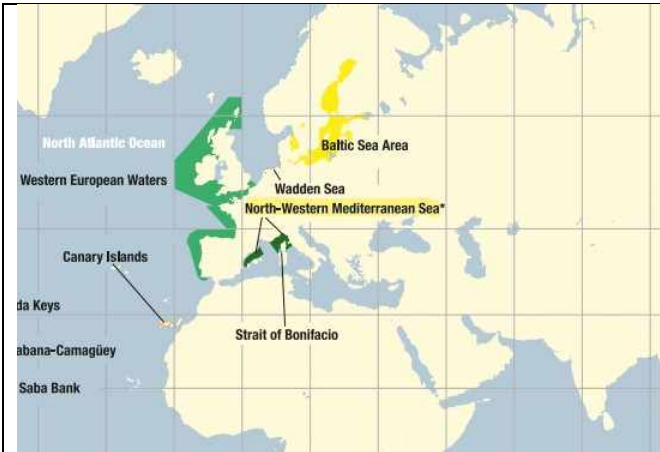 North Atlantic Ocean
Baltic Sea Area
Western European Waters
Wadden Sea
North-Western Mediterranean Sea*
Canary Islands
da Keys
Strait of Bonifacio
abana-Camagüey
Saba Bank